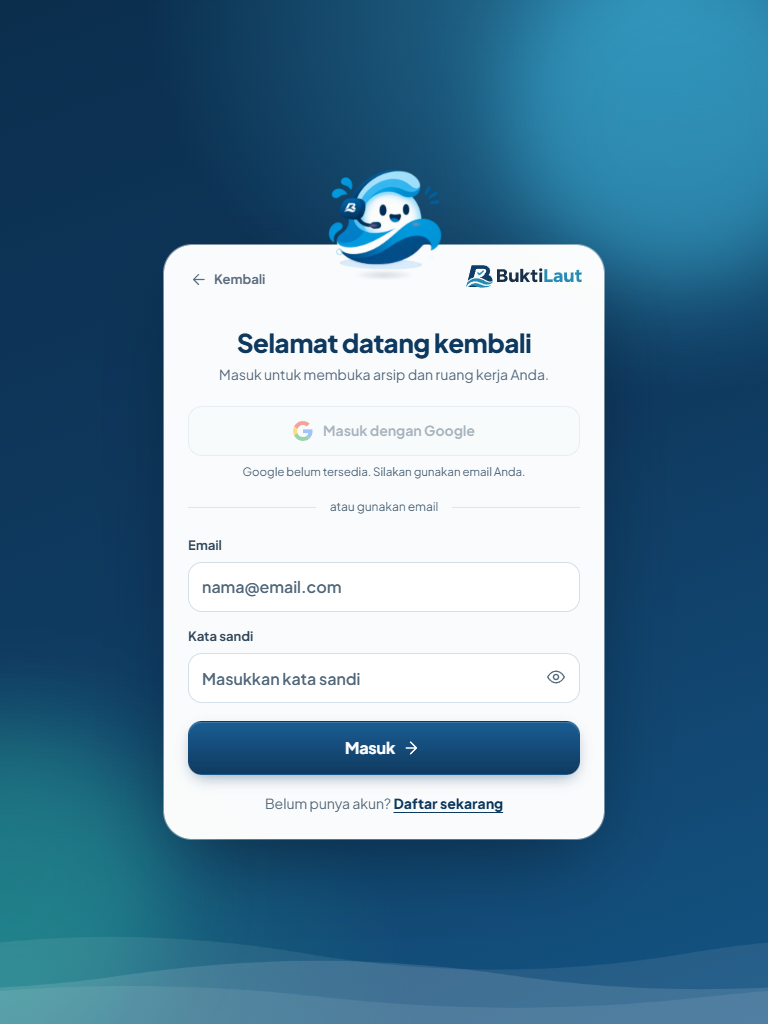 Kembali
BuktiLaut
Selamat datang kembali
Masuk untuk membuka arsip dan ruang kerja Anda.
Masuk dengan Google
Google belum tersedia. Silakan gunakan email Anda.
atau gunakan email
Email
nama@email.com
Kata sandi
Masukkan kata sandi
Masuk
Belum punya akun? Daftar sekarang